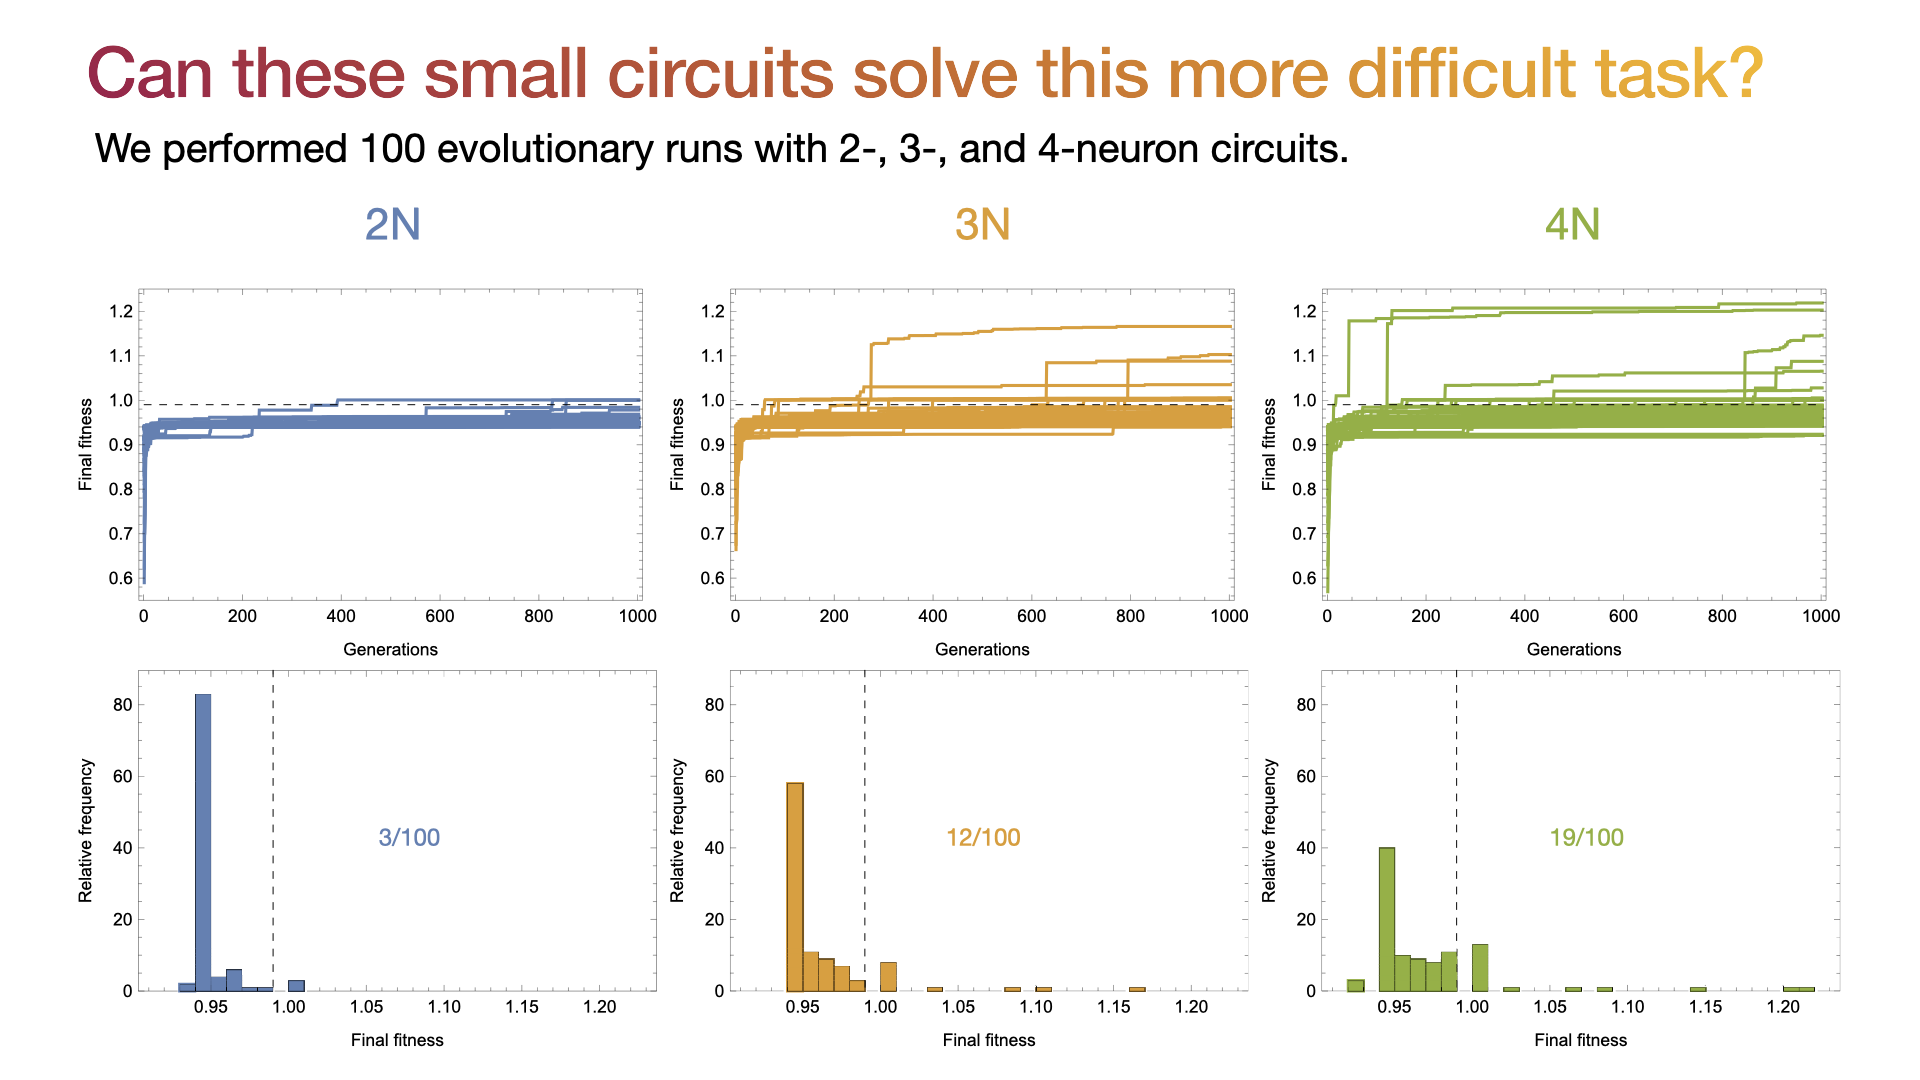 Can these small circuits solve this more difficult task?
We performed 100 evolutionary runs with 2-, 3-, and 4-neuron circuits.
2N
3N
4N
Final fitness
1.2
1.1
1.0
0.9
0.8
0.7
0.6
0 200 400 600 800 1000
Generations
Final fitness
1.2
1.1
1.0
0.9
0.8
0.7
0.6
0 200 400 600 800 1000
Generations
Final fitness
1.2
1.1
1.0
0.9
0.8
0.7
0.6
0 200 400 600 800 1000
Generations
Relative frequency
80
60
40
20
0
3/100
0.95 1.00 1.05 1.10 1.15 1.20
Final fitness
Relative frequency
80
60
40
20
0
12/100
0.95 1.00 1.05 1.10 1.15 1.20
Final fitness
Relative frequency
80
60
40
20
0
19/100
0.95 1.00 1.05 1.10 1.15 1.20
Final fitness